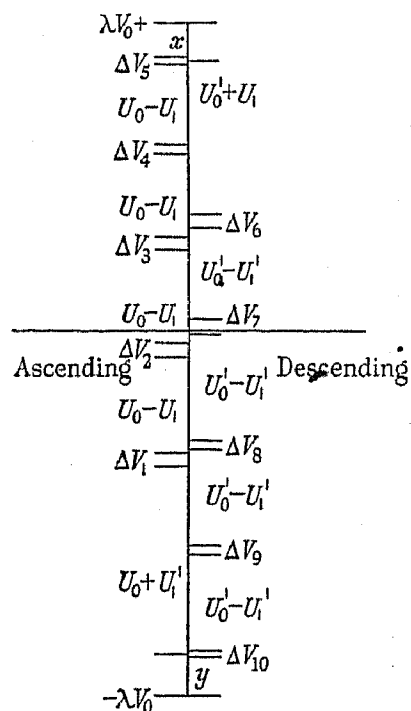 λV₀+
x
ΔV₅
U₀'+U₁
U₀−U₁
ΔV₄
U₀−U₁
ΔV₆
ΔV₃
U₀'−U₁'
U₀−U₁
ΔV₇
Ascending
ΔV₂
U₀'−U₁'
Descending
U₀−U₁
ΔV₈
ΔV₁
U₀'−U₁'
ΔV₉
U₀+U₁'
U₀'−U₁'
ΔV₁₀
y
−λV₀